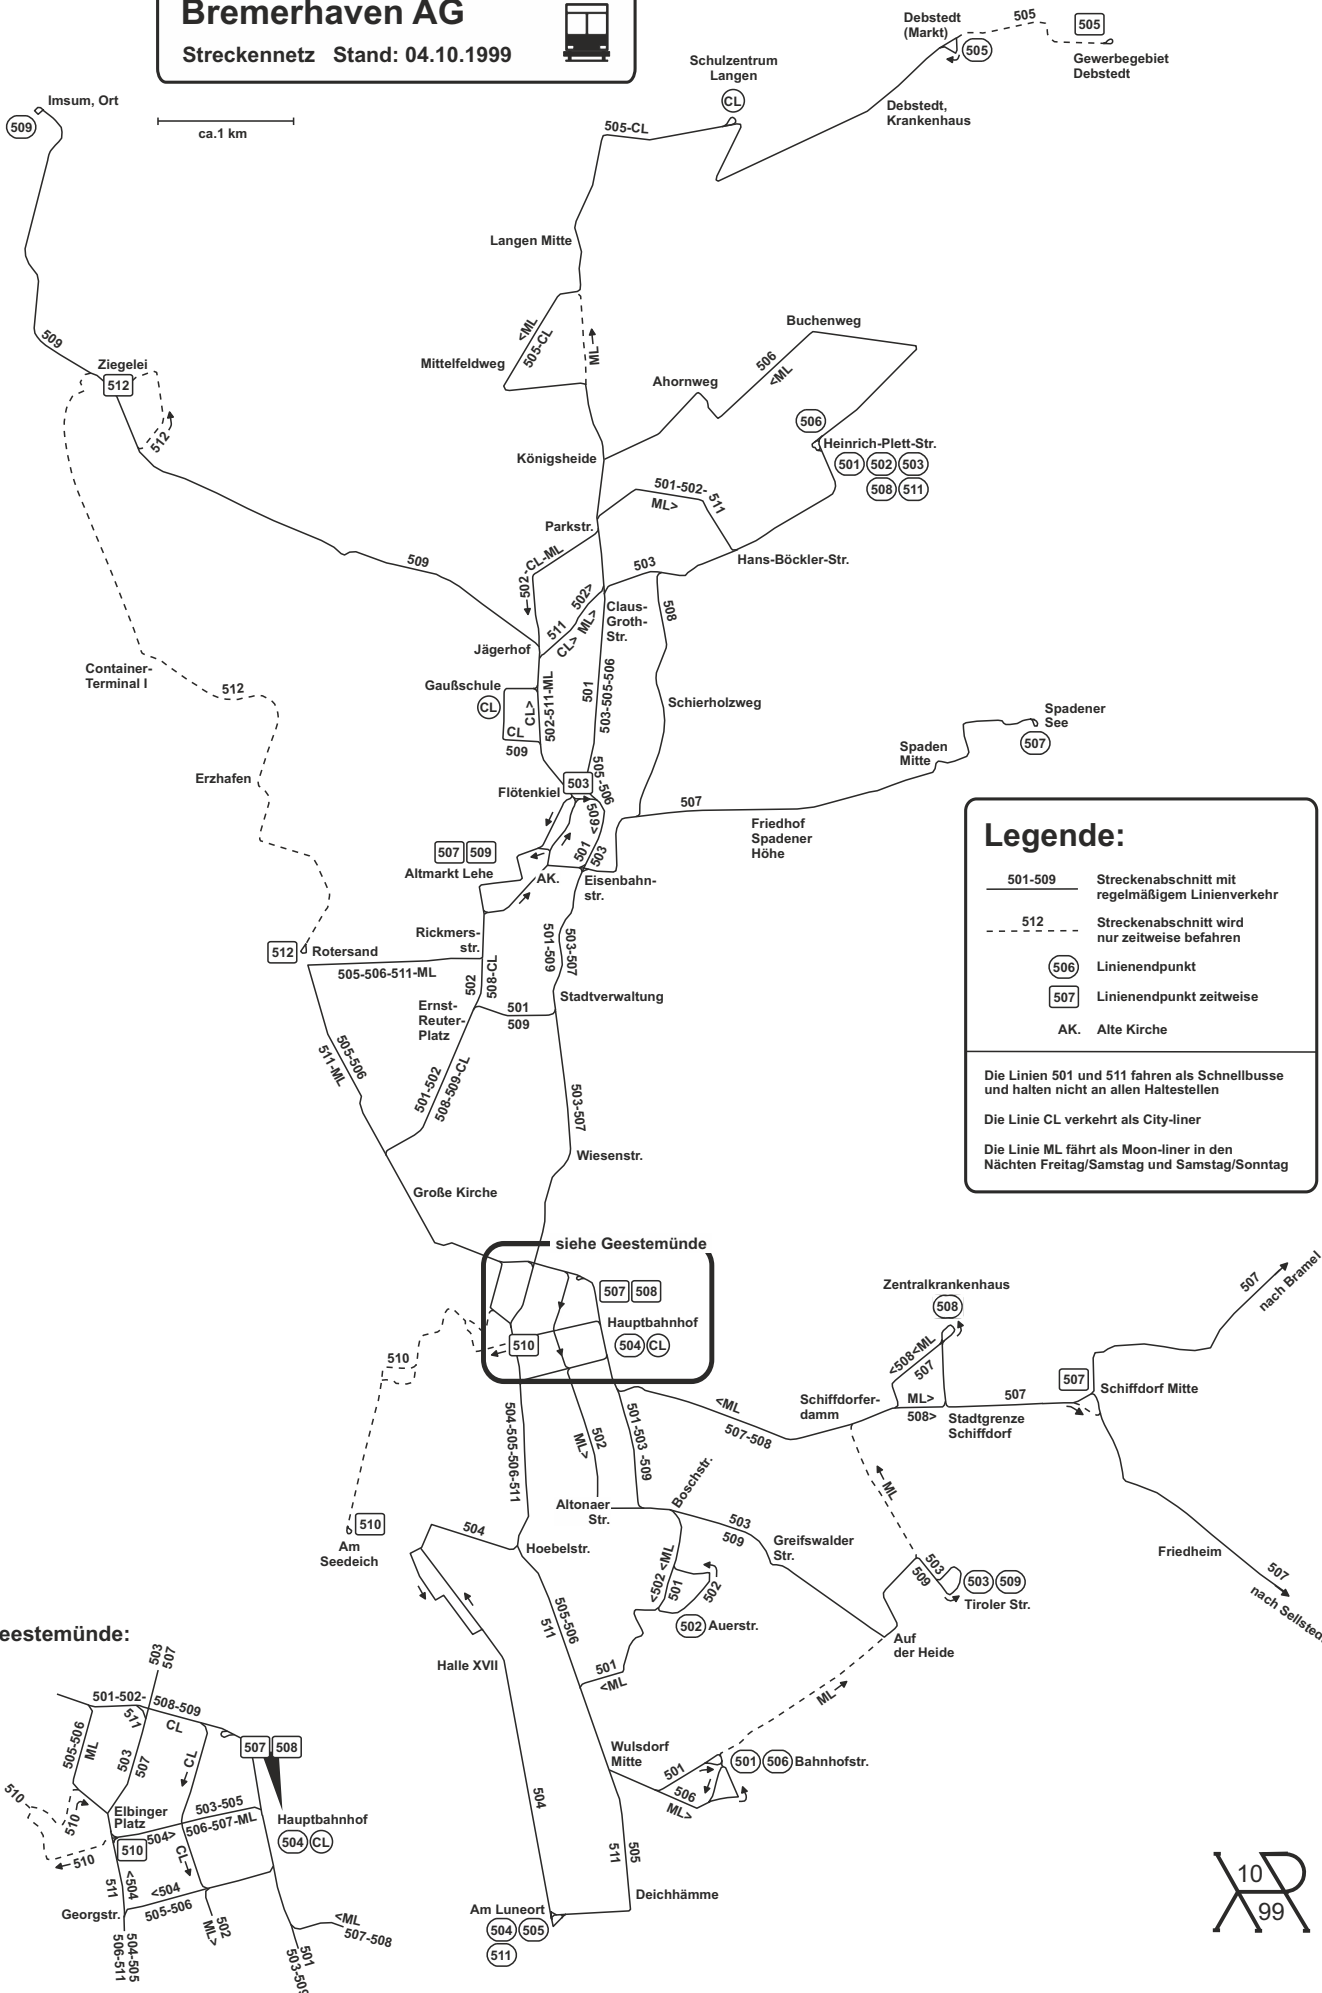 Bremerhaven AG
Streckennetz Stand: 04.10.1999
Debstedt
(Markt)
505
505
505
Gewerbegebiet
Debstedt
Schulzentrum
Langen
CL
Debstedt,
Krankenhaus
Imsum, Ort
509
ca.1 km
505-CL
Langen Mitte
<ML
505-CL
ML
Mittelfeldweg
Buchenweg
506
<ML
Ahornweg
509
Ziegelei
512
512
506
Heinrich-Plett-Str.
501 502 503
508 511
Königsheide
501-502-
511
ML>
Parkstr.
Hans-Böckler-Str.
509
502-CL-ML
503
502>
511
CL> ML>
Claus-
Groth-
Str.
508
Jägerhof
Container-
Terminal I
512
Gaußschule
CL
CL>
CL
509
502-511-ML
501
503-505-506
Schierholzweg
Spadener
See
507
Spaden
Mitte
Erzhafen
Flötenkiel
503
505-506
509>
501
503
507
Friedhof
Spadener
Höhe
507 509
Altmarkt Lehe
AK.
Eisenbahn-
str.
Rickmers-
str.
501-509
503-507
512
Rotersand
505-506-511-ML
502
508-CL
Stadtverwaltung
501
509
Ernst-
Reuter-
Platz
505-506
511-ML
501-502
508-509-CL
503-507
Wiesenstr.
Große Kirche
Legende:
501-509
Streckenabschnitt mit
regelmäßigem Linienverkehr
512
Streckenabschnitt wird
nur zeitweise befahren
506
Linienendpunkt
507
Linienendpunkt zeitweise
AK.
Alte Kirche
Die Linien 501 und 511 fahren als Schnellbusse
und halten nicht an allen Haltestellen
Die Linie CL verkehrt als City-liner
Die Linie ML fährt als Moon-liner in den
Nächten Freitag/Samstag und Samstag/Sonntag
siehe Geestemünde
507 508
Hauptbahnhof
504 CL
510
510
Zentralkrankenhaus
508
<508<ML
507
507
nach Bramel
ML>
508>
507
507
Schiffdorf Mitte
Schiffdorfer-
damm
Stadtgrenze
Schiffdorf
<ML
507-508
504-505-506-511
502
ML>
501-503 -509
Boschstr.
ML
Altonaer
Str.
503
509
Greifswalder
Str.
510
Am
Seedeich
504
Hoebelstr.
<502 <ML
501
502
502
Auerstr.
503
509
503 509
Tiroler Str.
Friedheim
507
nach Sellsted
505-506
511
Auf
der Heide
Halle XVII
501
<ML
ML
Wulsdorf
Mitte
501
506
ML>
501 506
Bahnhofstr.
504
511
505
Deichhämme
Am Luneort
504 505
511
eestemünde:
503
507
501-502-
508-509
511
CL
505-506
ML
503
507
CL
507 508
Hauptbahnhof
504 CL
510
510
Elbinger
Platz
503-505
504>
506-507-ML
510
510
CL
511
<504
<504
505-506
Georgstr.
504-505
506-511
502
ML>
<ML
507-508
501
503-509
10
99